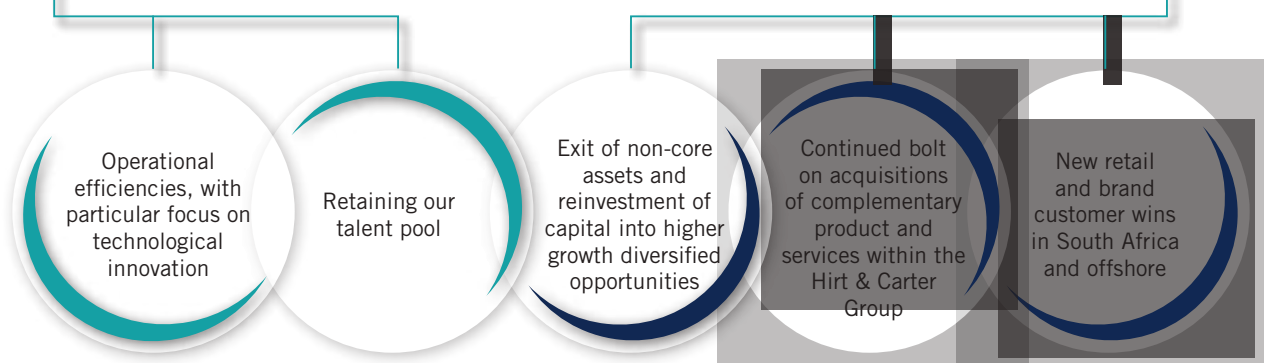 Operational
efficiencies, with
particular focus on
technological
innovation
Retaining our
talent pool
Exit of non-core
assets and
reinvestment of
capital into higher
growth diversified
opportunities
Continued bolt
on acquisitions
of complementary
product and
services within the
Hirt & Carter
Group
New retail
and brand
customer wins
in South Africa
and offshore